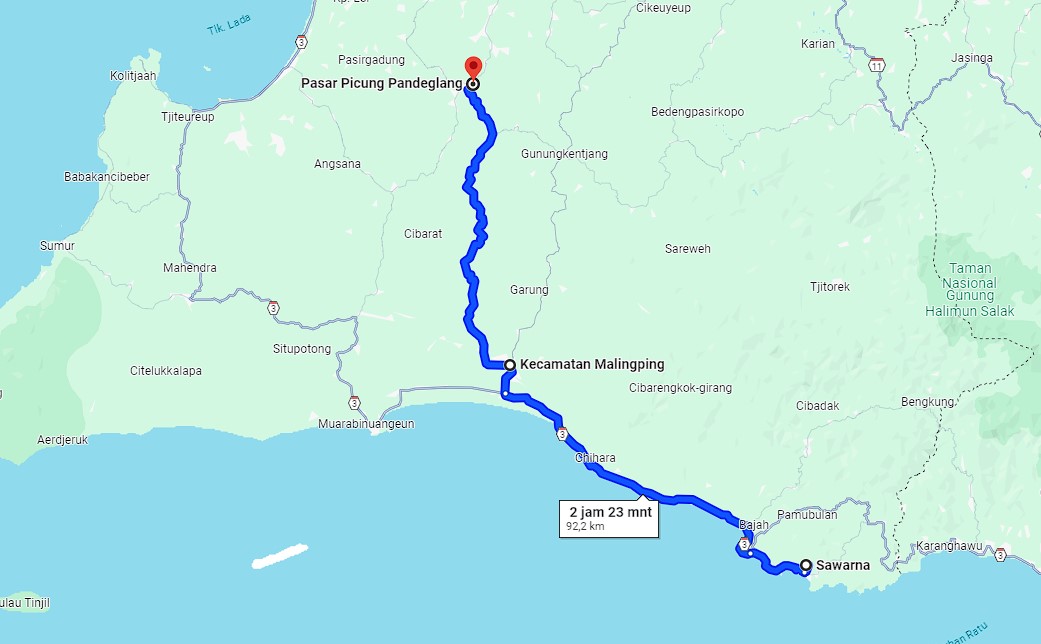 Kp. Lor
Cikeuyeup
Tlk. Lada
3
Karian
Pasirgadung
11
Jasinga
Kolitjaah
Pasar Picung Pandeglang
Tjiteureup
Bedengpasirkopo
Gunungkentjang
Angsana
Babakancibeber
Cibarat
Sumur
Sareweh
Mahendra
Taman
Nasional
Gunung
Halimun Salak
Tjitorek
Garung
3
Situpotong
Citelukkalapa
Kecamatan Malingping
Cibarengkok-girang
3
Bengkung
Cibadak
Muarabinuangeun
3
Aerdjeruk
Chihara
2 jam 23 mnt
92,2 km
Pamubulan
Bajah
3
Karanghawu
3
Sawarna
ulau Tinjil
an Ratu